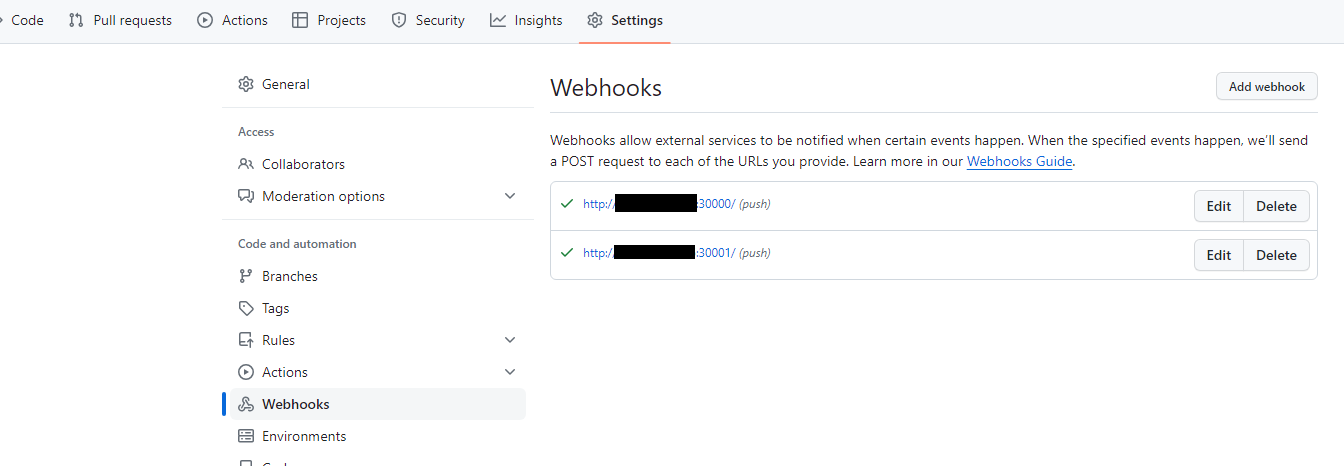 Code Pull requests Actions Projects Security Insights Settings
General
Access
Collaborators
Moderation options
Code and automation
Branches
Tags
Rules
Actions
Webhooks
Environments
Webhooks
Add webhook
Webhooks allow external services to be notified when certain events happen. When the specified events happen, we’ll send
a POST request to each of the URLs you provide. Learn more in our Webhooks Guide.
http:/ :30000/ (push) Edit Delete
http:/ :30001/ (push) Edit Delete